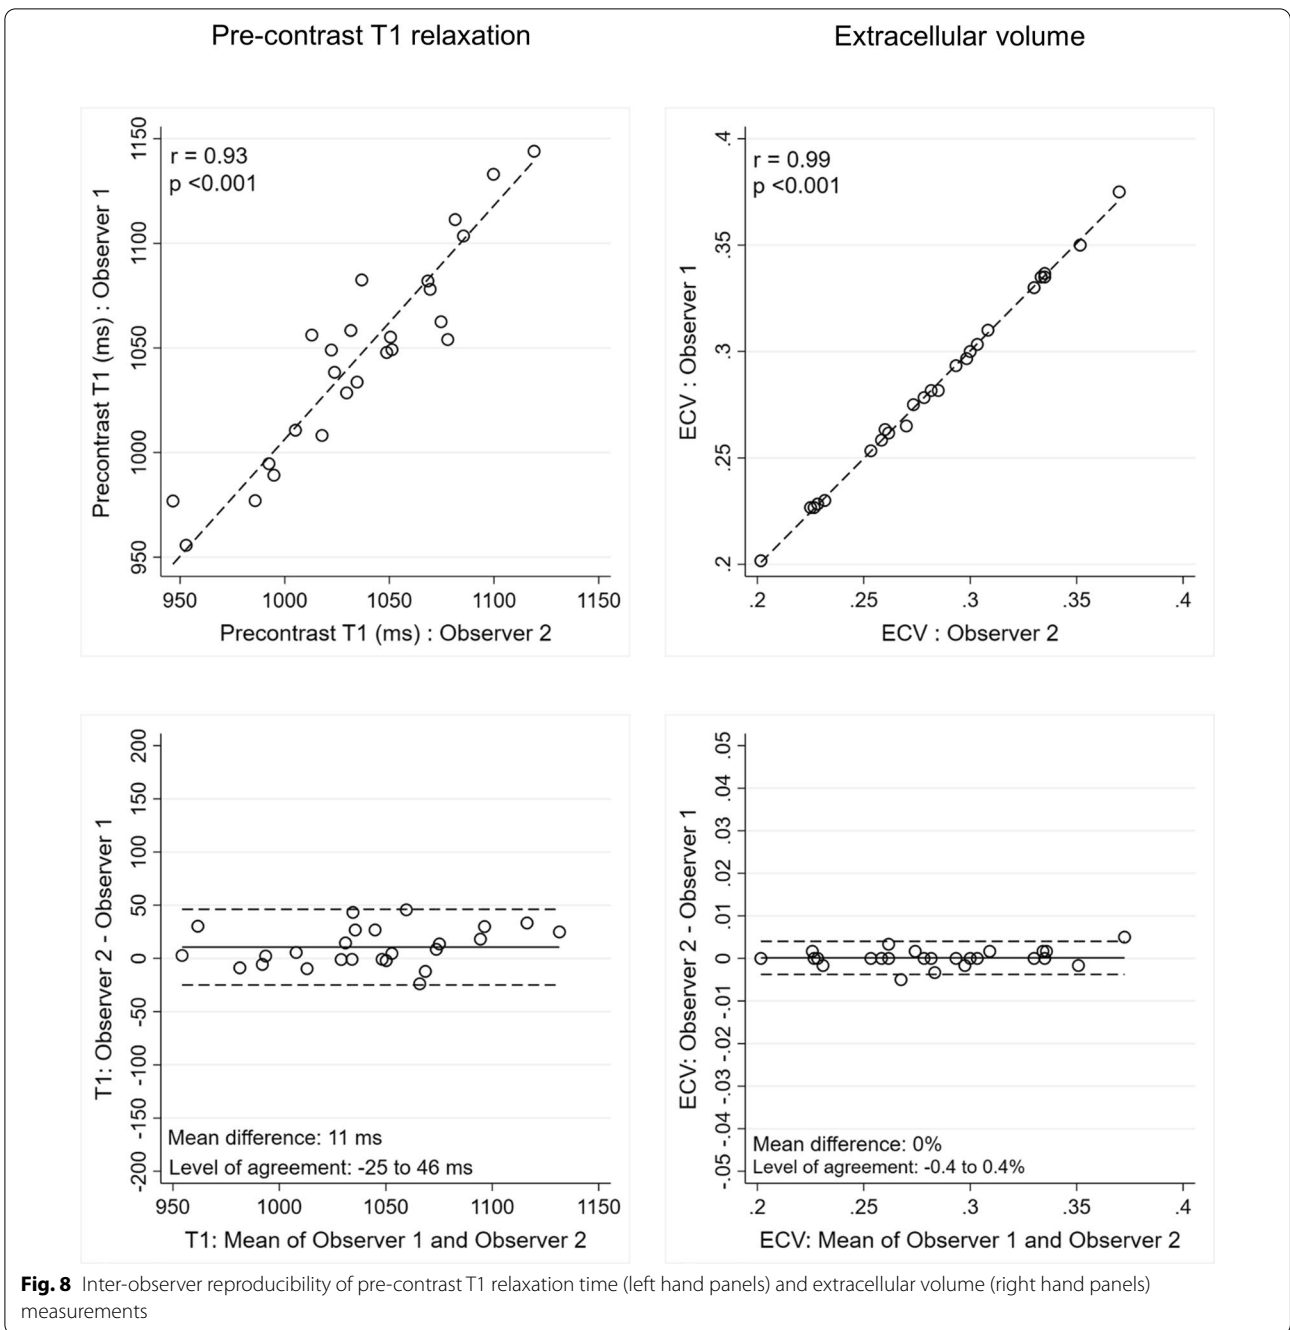 Pre-contrast T1 relaxation
Extracellular volume
r = 0.93
p <0.001
Precontrast T1 (ms) : Observer 1
1150
1100
1050
1000
950
950 1000 1050 1100 1150
Precontrast T1 (ms) : Observer 2
r = 0.99
p <0.001
ECV : Observer 1
.4
.35
.3
.25
.2
.2 .25 .3 .35 .4
ECV : Observer 2
T1: Observer 2 - Observer 1
200
150
100
50
0
-50
-100
-150
-200
Mean difference: 11 ms
Level of agreement: -25 to 46 ms
950 1000 1050 1100 1150
T1: Mean of Observer 1 and Observer 2
ECV: Observer 2 - Observer 1
.05
.04
.03
.02
.01
0
-.01
-.02
-.03
-.04
-.05
Mean difference: 0%
Level of agreement: -0.4 to 0.4%
.2 .25 .3 .35 .4
ECV: Mean of Observer 1 and Observer 2
Fig. 8 Inter-observer reproducibility of pre-contrast T1 relaxation time (left hand panels) and extracellular volume (right hand panels)
measurements